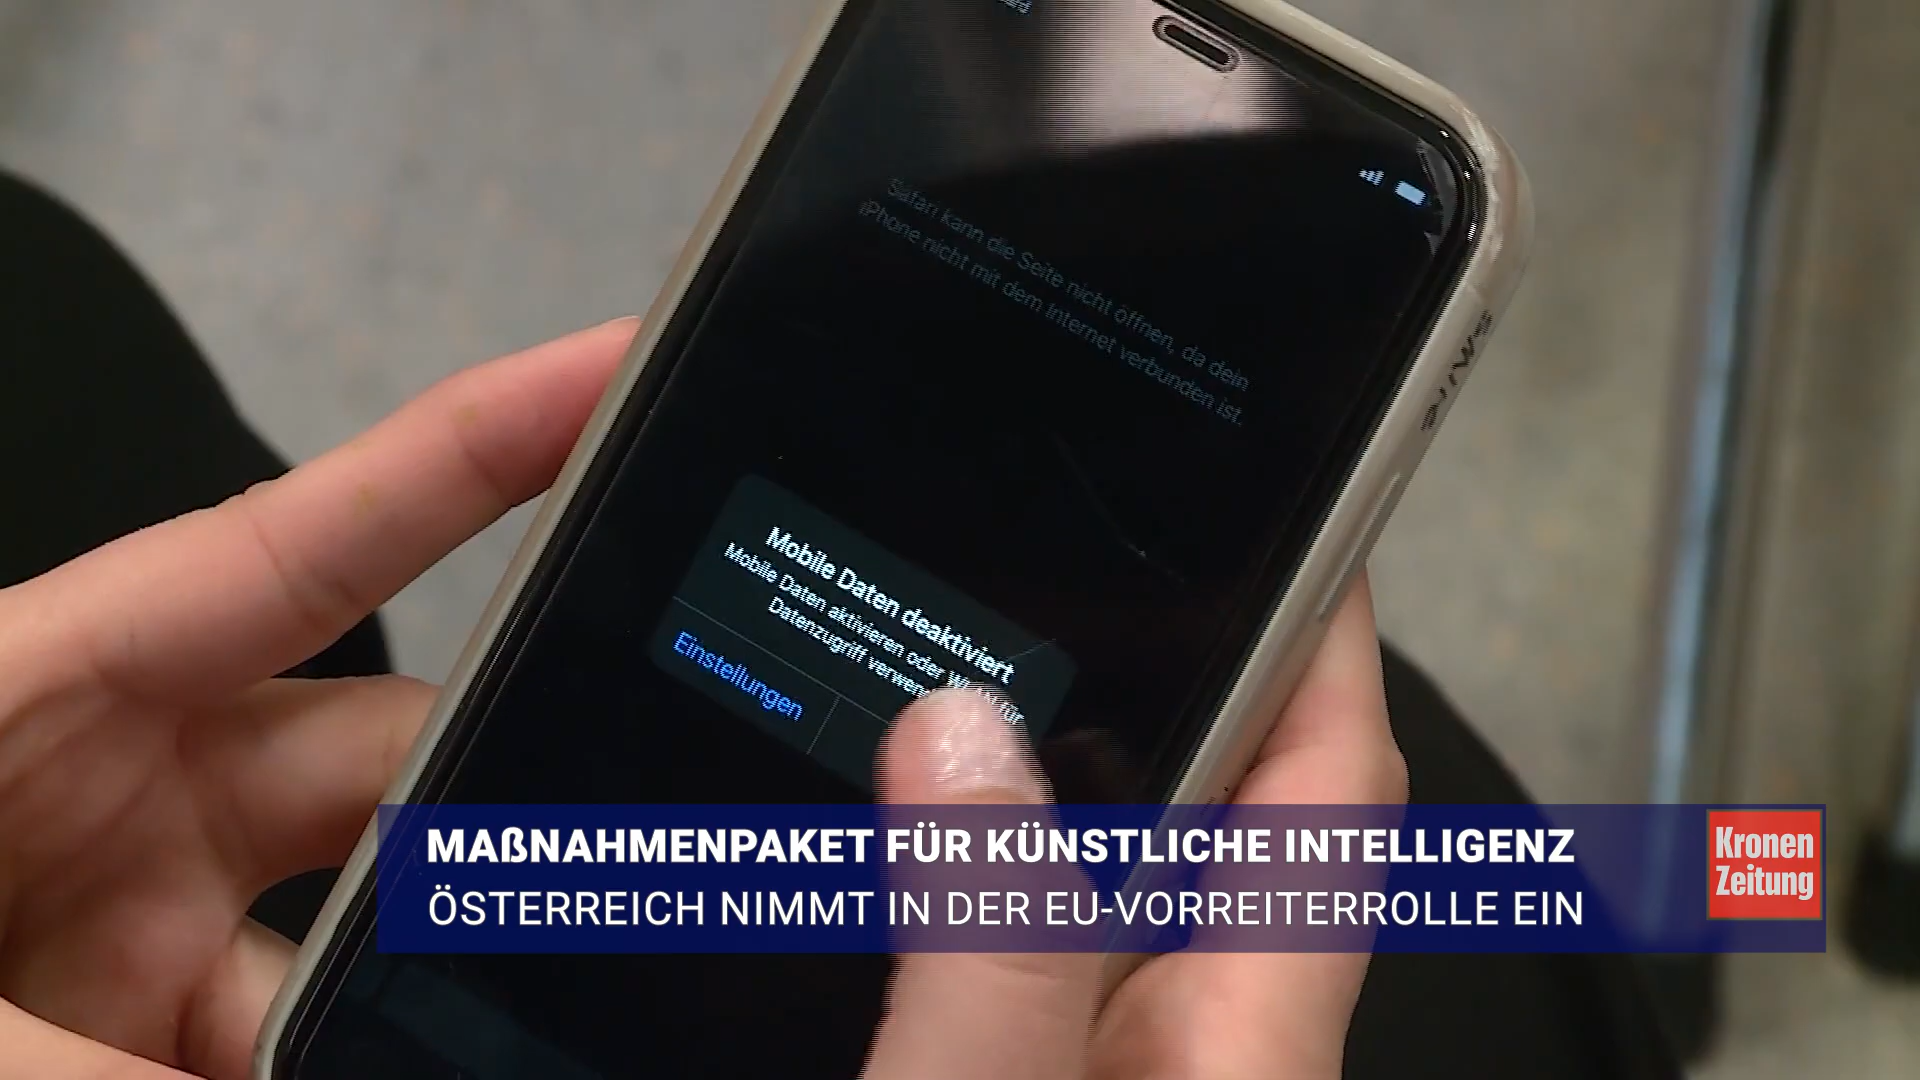 Safari kann die Seite nicht öffnen, da dein
iPhone nicht mit dem Internet verbunden ist.
Mobile Daten deaktiviert
Mobile Daten aktivieren oder für
Datenzugriff
Einstellungen
MAßNAHMENPAKET FÜR KÜNSTLICHE INTELLIGENZ
ÖSTERREICH NIMMT IN DER EU-VORREITERROLLE EIN
Kronen
Zeitung